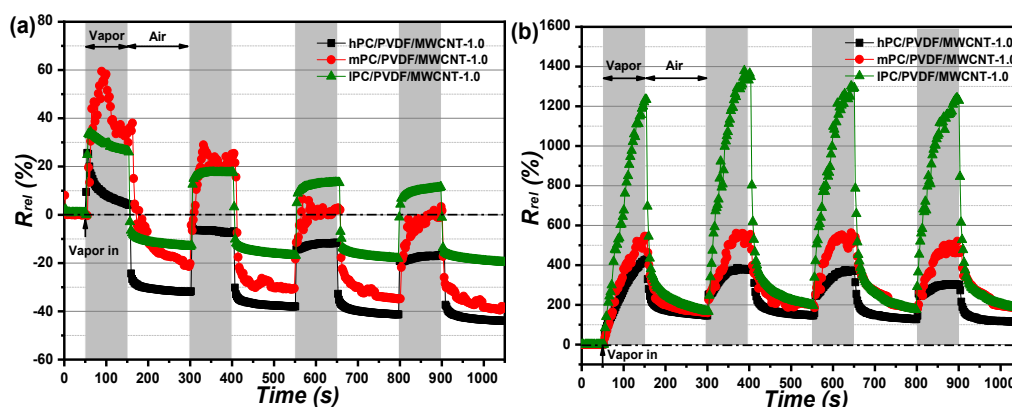 (a)
Vapor
Air
hPC/PVDF/MWCNT-1.0
mPC/PVDF/MWCNT-1.0
lPC/PVDF/MWCNT-1.0
Vapor in
80
60
40
20
0
-20
-40
-60
R_rel (%)
0 100 200 300 400 500 600 700 800 900 1000
Time (s)
(b)
hPC/PVDF/MWCNT-1.0
mPC/PVDF/MWCNT-1.0
lPC/PVDF/MWCNT-1.0
Vapor
Air
Vapor in
1600
1400
1200
1000
800
600
400
200
0
R_rel (%)
0 100 200 300 400 500 600 700 800 900 1000
Time (s)